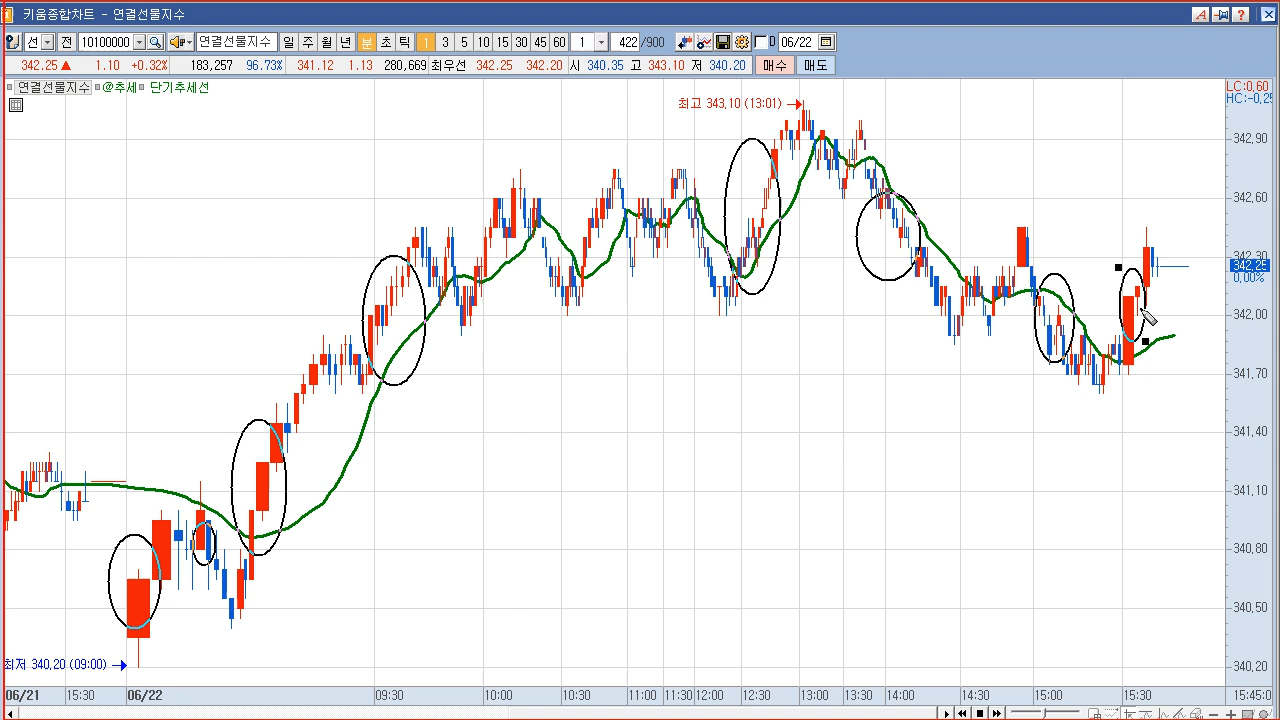 키움종합차트 - 연결선물지수
A ?
선 전 10100000 연결선물지수 일 주 월 년 분 초 틱 1 3 5 10 15 30 45 60 1 422 /900 D 06/22
342.25 ▲ 1.10 +0.32% 183,257 96.73% 341.12 1.13 280,669 최우선 342.25 342.20 시 340.35 고 343.10 저 340.20 매수 매도
연결선물지수 @추세 단기추세선
LC:0,60
HC:-0,25
최고 343,10 (13:01)
342,90
342,60
342,25
0,00%
342,00
341,70
341,40
341,10
340,80
340,50
340,20
최저 340,20 (09:00)
06/21 15:30 06/22 09:30 10:00 10:30 11:00 11:30 12:00 12:30 13:00 13:30 14:00 14:30 15:00 15:30 15:45:0